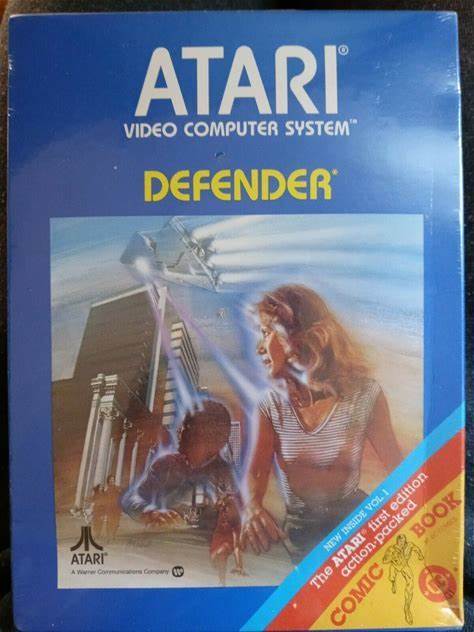 ATARI®
VIDEO COMPUTER SYSTEM™
DEFENDER®
NEW INSIDE VOL 1
The ATARI® first edition
action-packed
COMIC BOOK
ATARI®
A Warner Communications Company